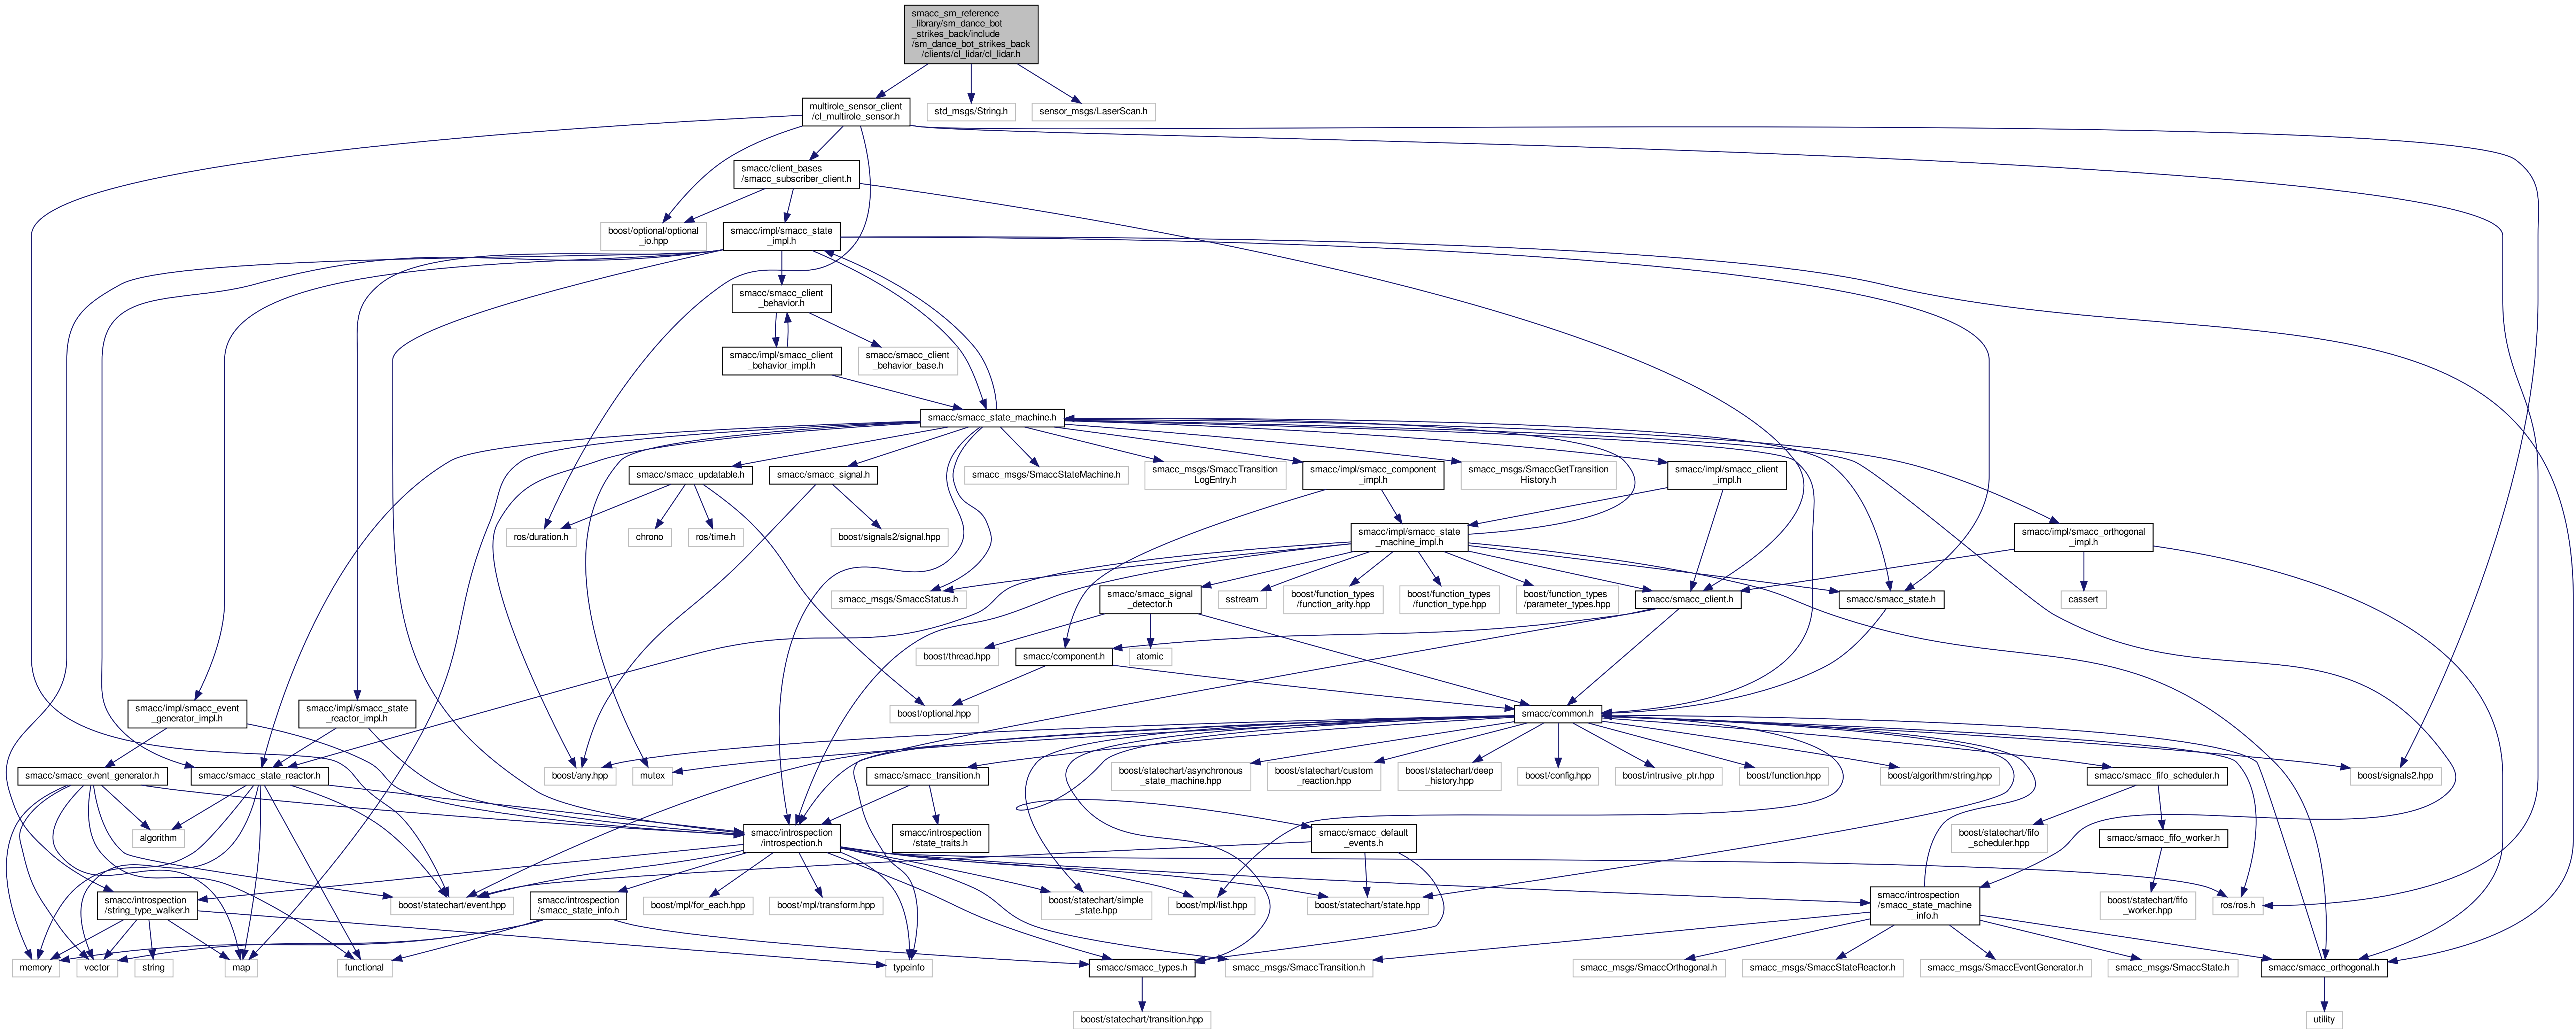 smacc_sm_reference
_library/sm_dance_bot
_strikes_back/include
/sm_dance_bot_strikes_back
/clients/cl_lidar/cl_lidar.h
multirole_sensor_client
/cl_multirole_sensor.h
std_msgs/String.h
sensor_msgs/LaserScan.h
smacc/client_bases
/smacc_subscriber_client.h
boost/optional/optional
_io.hpp
smacc/impl/smacc_state
_impl.h
smacc/smacc_client
_behavior.h
smacc/impl/smacc_client
_behavior_impl.h
smacc/smacc_client
_behavior_base.h
smacc/smacc_state_machine.h
smacc/smacc_updatable.h
smacc/smacc_signal.h
smacc_msgs/SmaccStateMachine.h
smacc_msgs/SmaccTransition
LogEntry.h
smacc/impl/smacc_component
_impl.h
smacc_msgs/SmaccGetTransition
History.h
smacc/impl/smacc_client
_impl.h
ros/duration.h
chrono
ros/time.h
boost/signals2/signal.hpp
smacc/impl/smacc_state
_machine_impl.h
smacc/impl/smacc_orthogonal
_impl.h
smacc_msgs/SmaccStatus.h
smacc/smacc_signal
_detector.h
sstream
boost/function_types
/function_arity.hpp
boost/function_types
/function_type.hpp
boost/function_types
/parameter_types.hpp
smacc/smacc_client.h
smacc/smacc_state.h
cassert
boost/thread.hpp
smacc/component.h
atomic
smacc/impl/smacc_event
_generator_impl.h
smacc/impl/smacc_state
_reactor_impl.h
boost/optional.hpp
smacc/common.h
smacc/smacc_event_generator.h
smacc/smacc_state_reactor.h
boost/any.hpp
mutex
smacc/smacc_transition.h
boost/statechart/asynchronous
_state_machine.hpp
boost/statechart/custom
_reaction.hpp
boost/statechart/deep
_history.hpp
boost/config.hpp
boost/intrusive_ptr.hpp
boost/function.hpp
boost/algorithm/string.hpp
smacc/smacc_fifo_scheduler.h
boost/signals2.hpp
algorithm
smacc/introspection
/introspection.h
smacc/introspection
/state_traits.h
smacc/smacc_default
_events.h
boost/statechart/fifo
_scheduler.hpp
smacc/smacc_fifo_worker.h
smacc/introspection
/string_type_walker.h
boost/statechart/event.hpp
smacc/introspection
/smacc_state_info.h
boost/mpl/for_each.hpp
boost/mpl/transform.hpp
boost/statechart/simple
_state.hpp
boost/mpl/list.hpp
boost/statechart/state.hpp
smacc/introspection
/smacc_state_machine
_info.h
boost/statechart/fifo
_worker.hpp
ros/ros.h
memory
vector
string
map
functional
typeinfo
smacc/smacc_types.h
smacc_msgs/SmaccTransition.h
smacc_msgs/SmaccOrthogonal.h
smacc_msgs/SmaccStateReactor.h
smacc_msgs/SmaccEventGenerator.h
smacc_msgs/SmaccState.h
smacc/smacc_orthogonal.h
boost/statechart/transition.hpp
utility